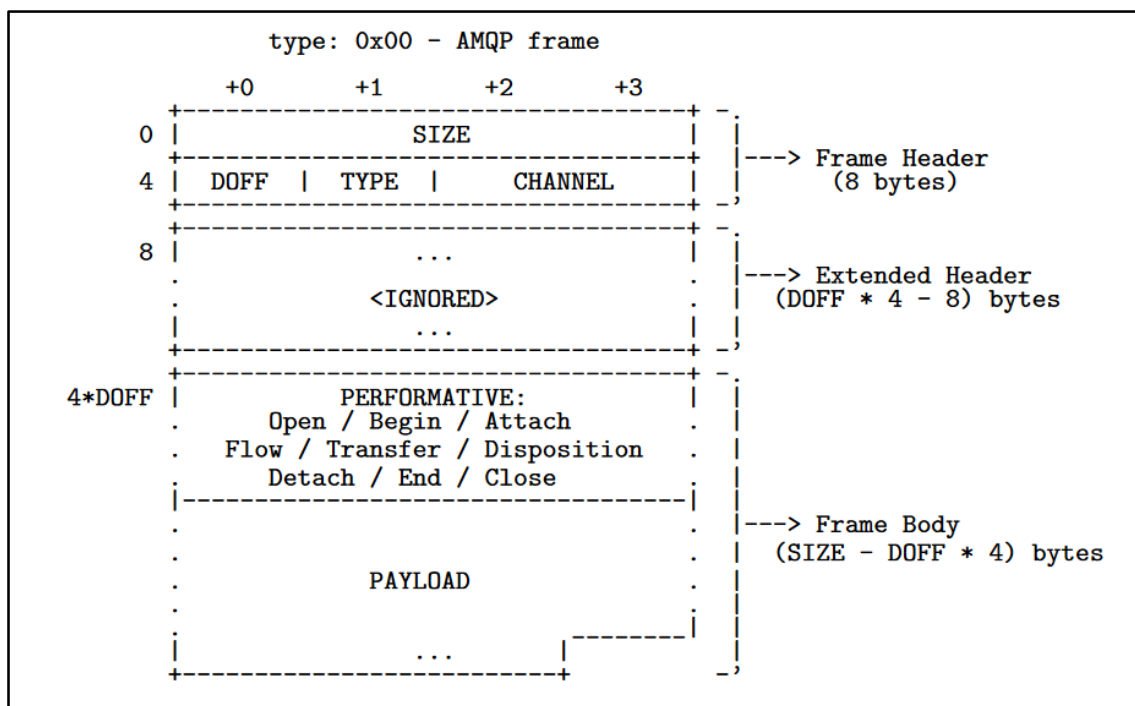 type: 0x00 - AMQP frame
+0 +1 +2 +3
0 SIZE
---> Frame Header
4 | DOFF | TYPE | CHANNEL |
(8 bytes)
8 ...
---> Extended Header
<IGNORED>
(DOFF * 4 - 8) bytes
...
4*DOFF PERFORMATIVE:
Open / Begin / Attach
Flow / Transfer / Disposition
Detach / End / Close
---> Frame Body
(SIZE - DOFF * 4) bytes
PAYLOAD
...